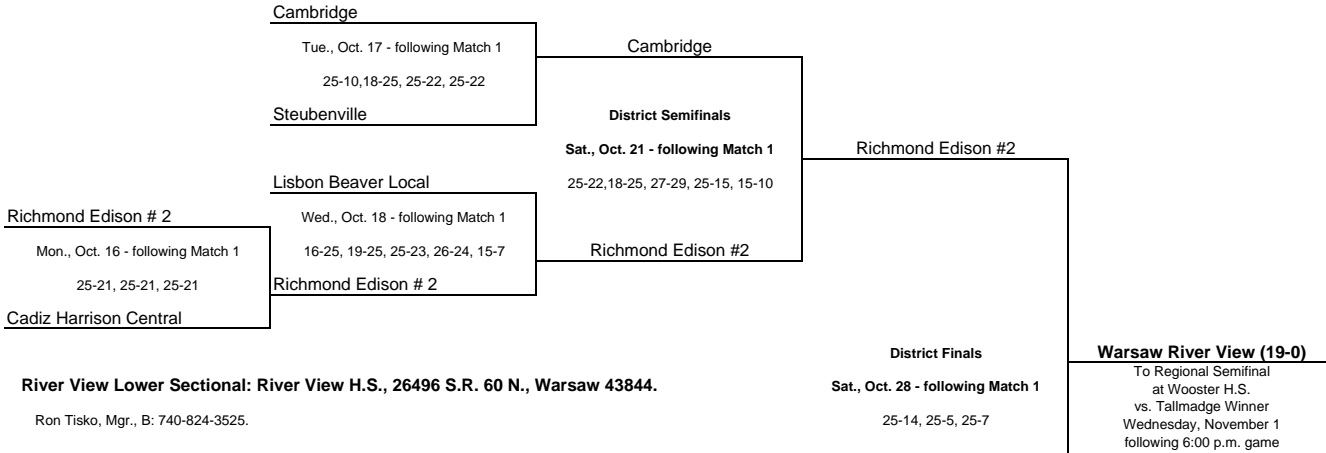 Cambridge
Tue., Oct. 17 - following Match 1
Cambridge
25-10,18-25, 25-22, 25-22
Steubenville
District Semifinals
Sat., Oct. 21 - following Match 1
Richmond Edison #2
Lisbon Beaver Local
25-22,18-25, 27-29, 25-15, 15-10
Richmond Edison # 2
Wed., Oct. 18 - following Match 1
Mon., Oct. 16 - following Match 1
16-25, 19-25, 25-23, 26-24, 15-7
Richmond Edison #2
25-21, 25-21, 25-21
Richmond Edison # 2
Cadiz Harrison Central
District Finals
Warsaw River View (19-0)
River View Lower Sectional: River View H.S., 26496 S.R. 60 N., Warsaw 43844.
Sat., Oct. 28 - following Match 1
To Regional Semifinal
at Wooster H.S.
vs. Tallmadge Winner
Ron Tisko, Mgr., B: 740-824-3525.
25-14, 25-5, 25-7
Wednesday, November 1
following 6:00 p.m. game